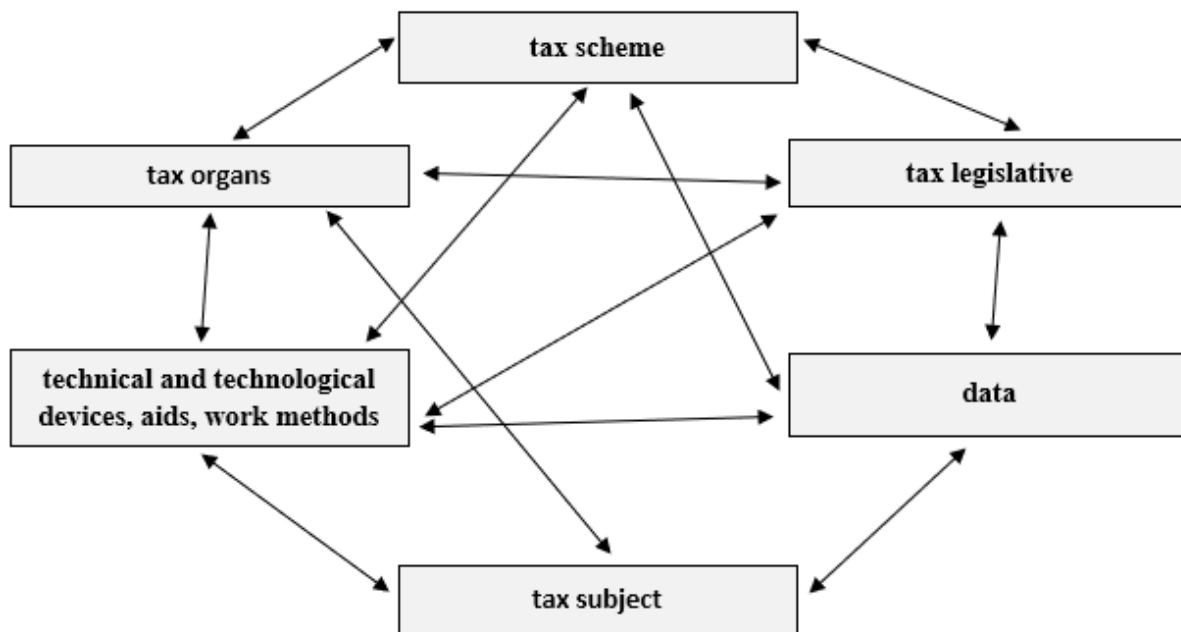 tax scheme
tax organs
tax legislative
technical and technological
devices, aids, work methods
data
tax subject